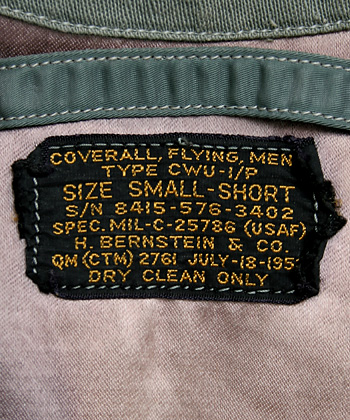 COVERALL, FLYING, MEN
TYPE CWU-1/P
SIZE SMALL-SHORT
S/N 8415-576-3402
SPEC. MIL-C-25786 (USAF)
H. BERNSTEIN & CO.
QM (CTM) 2761 JULY-18-195
DRY CLEAN ONLY